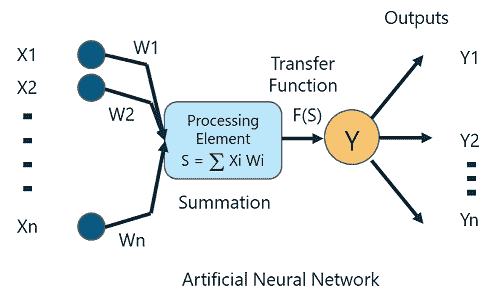 Outputs
X1
W1
Transfer
Function
Y1
X2
W2
Processing
Element
S = ∑ Xi Wi
F(S)
Y
Y2
Summation
Xn
Wn
Yn
Artificial Neural Network